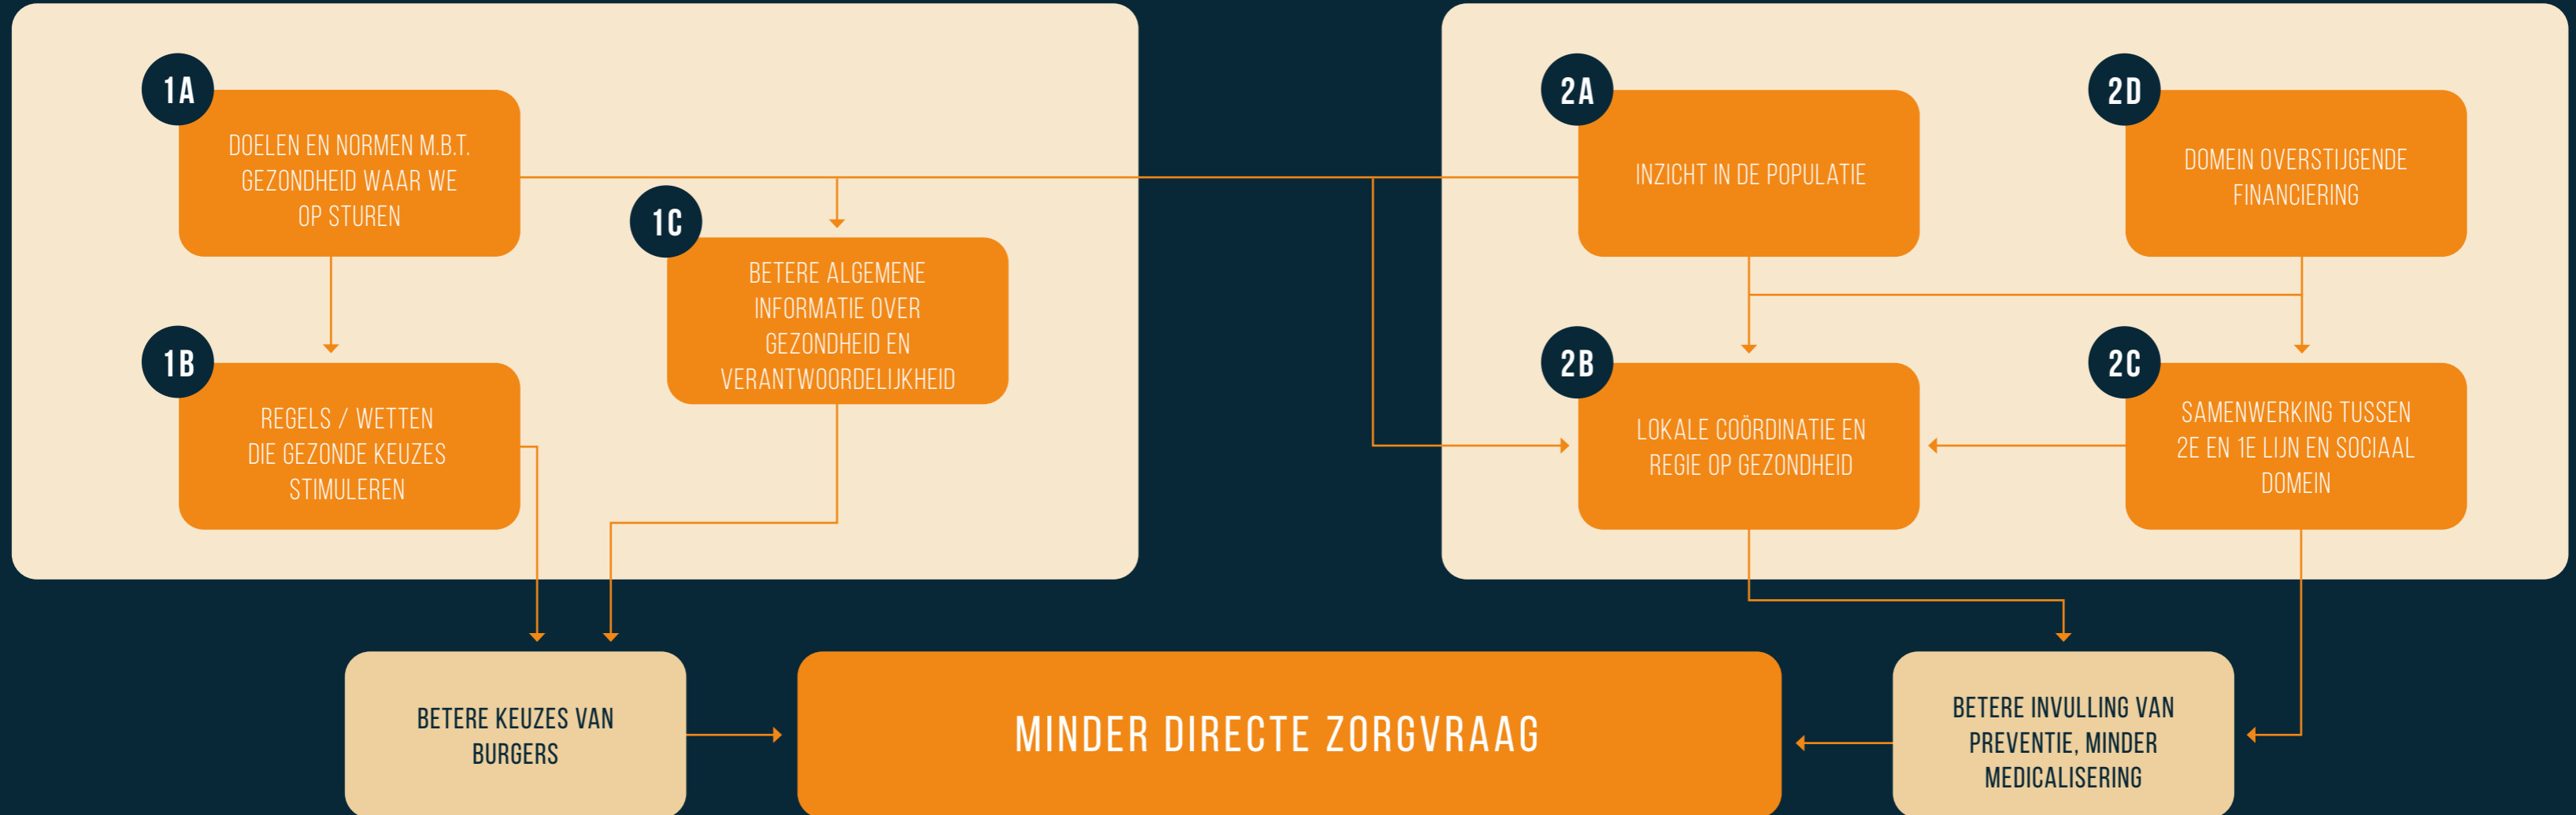 1A
DOELEN EN NORMEN M.B.T.
GEZONDHEID WAAR WE
OP STUREN
1C
BETERE ALGEMENE
INFORMATIE OVER
GEZONDHEID EN
VERANTWOORDELIJKHEID
1B
REGELS / WETTEN
DIE GEZONDE KEUZES
STIMULEREN
2A
INZICHT IN DE POPULATIE
2D
DOMEIN OVERSTIJGENDE
FINANCIERING
2B
LOKALE COÖRDINATIE EN
REGIE OP GEZONDHEID
2C
SAMENWERKING TUSSEN
2E EN 1E LIJN EN SOCIAAL
DOMEIN
BETERE KEUZES VAN
BURGERS
MINDER DIRECTE ZORGVRAAG
BETERE INVULLING VAN
PREVENTIE, MINDER
MEDICALISERING